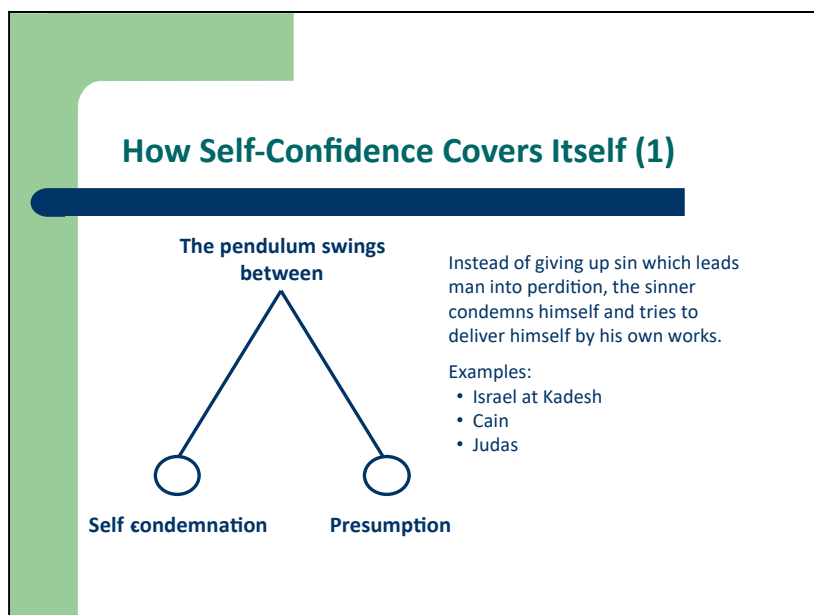 How Self-Confidence Covers Itself (1)
The pendulum swings
between
Self condemnation
Presumption
Instead of giving up sin which leads
man into perdition, the sinner
condemns himself and tries to
deliver himself by his own works.
Examples:
• Israel at Kadesh
• Cain
• Judas